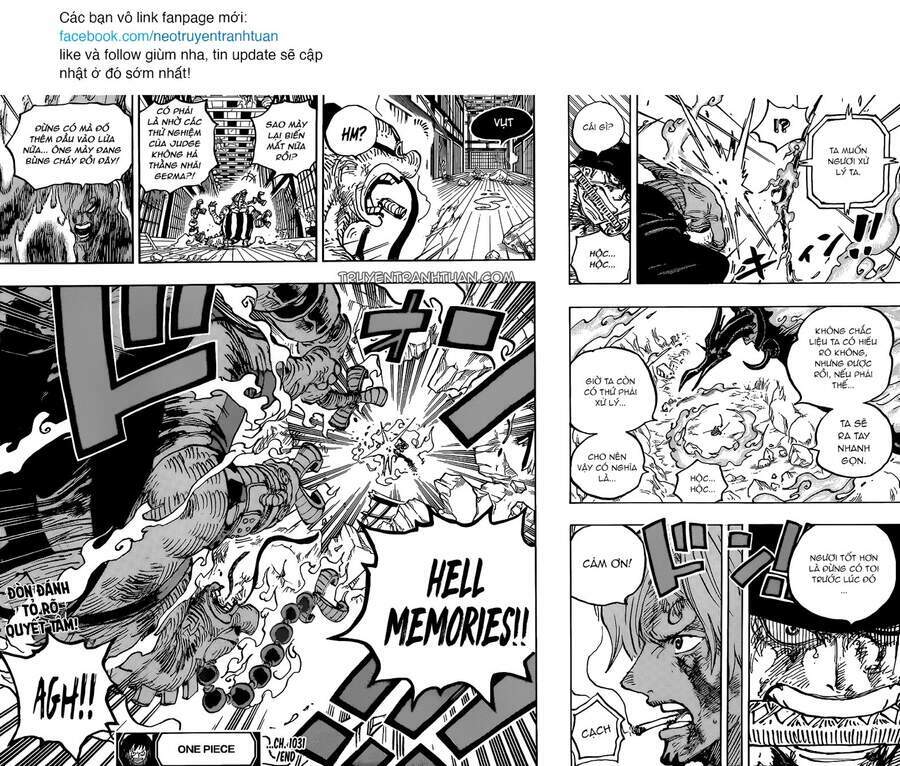 Các bạn vô link fanpage mới:
facebook.com/neotruyentranhtuan
like và follow giùm nha, tin update sẽ cập
nhật ở đó sớm nhất!
TA MUỐN
NGƯƠI XỬ
LÝ TA.
!?
CÁI GÌ?
HỘC...
HỘC...
KHÔNG CHẮC
LIỆU TA CÓ HIỂU
RÕ KHÔNG,
NHƯNG ĐƯỢC
RỒI, NẾU PHẢI
THẾ...
TA SẼ
RA TAY
NHANH
GỌN.
GIỜ TA CÒN
CÓ THỨ PHẢI
XỬ LÝ...
CHO NÊN
VẬY CÓ NGHĨA
LÀ...
HỘC...
HỘC...
NGƯƠI TỐT HƠN
LÀ ĐỪNG CÓ TOI
TRƯỚC LÚC ĐÓ
...
CẢM ƠN!
CẠCH
VỤT
HM?
SAO MÀY
LẠI BIẾN
MẤT NỮA
RỒI?
CÓ PHẢI
LÀ NHỜ CÁC
THỬ NGHIỆM
CỦA JUDGE
KHÔNG HẢ
THẰNG NHÃI
GERMA?!
ĐỪNG CÓ MÀ ĐỔ
THÊM DẦU VÀO LỬA
NỮA... ÔNG MÀY ĐANG
BÙNG CHÁY RỒI ĐÂY!
TRUYENTRANHTUAN.COM
ドドン
HELL
MEMORIES!!
ĐÒN ĐÁNH
TỎ RÕ
QUYẾT TÂM!
AGH!!
ONE PIECE
...CH. 1031
/END